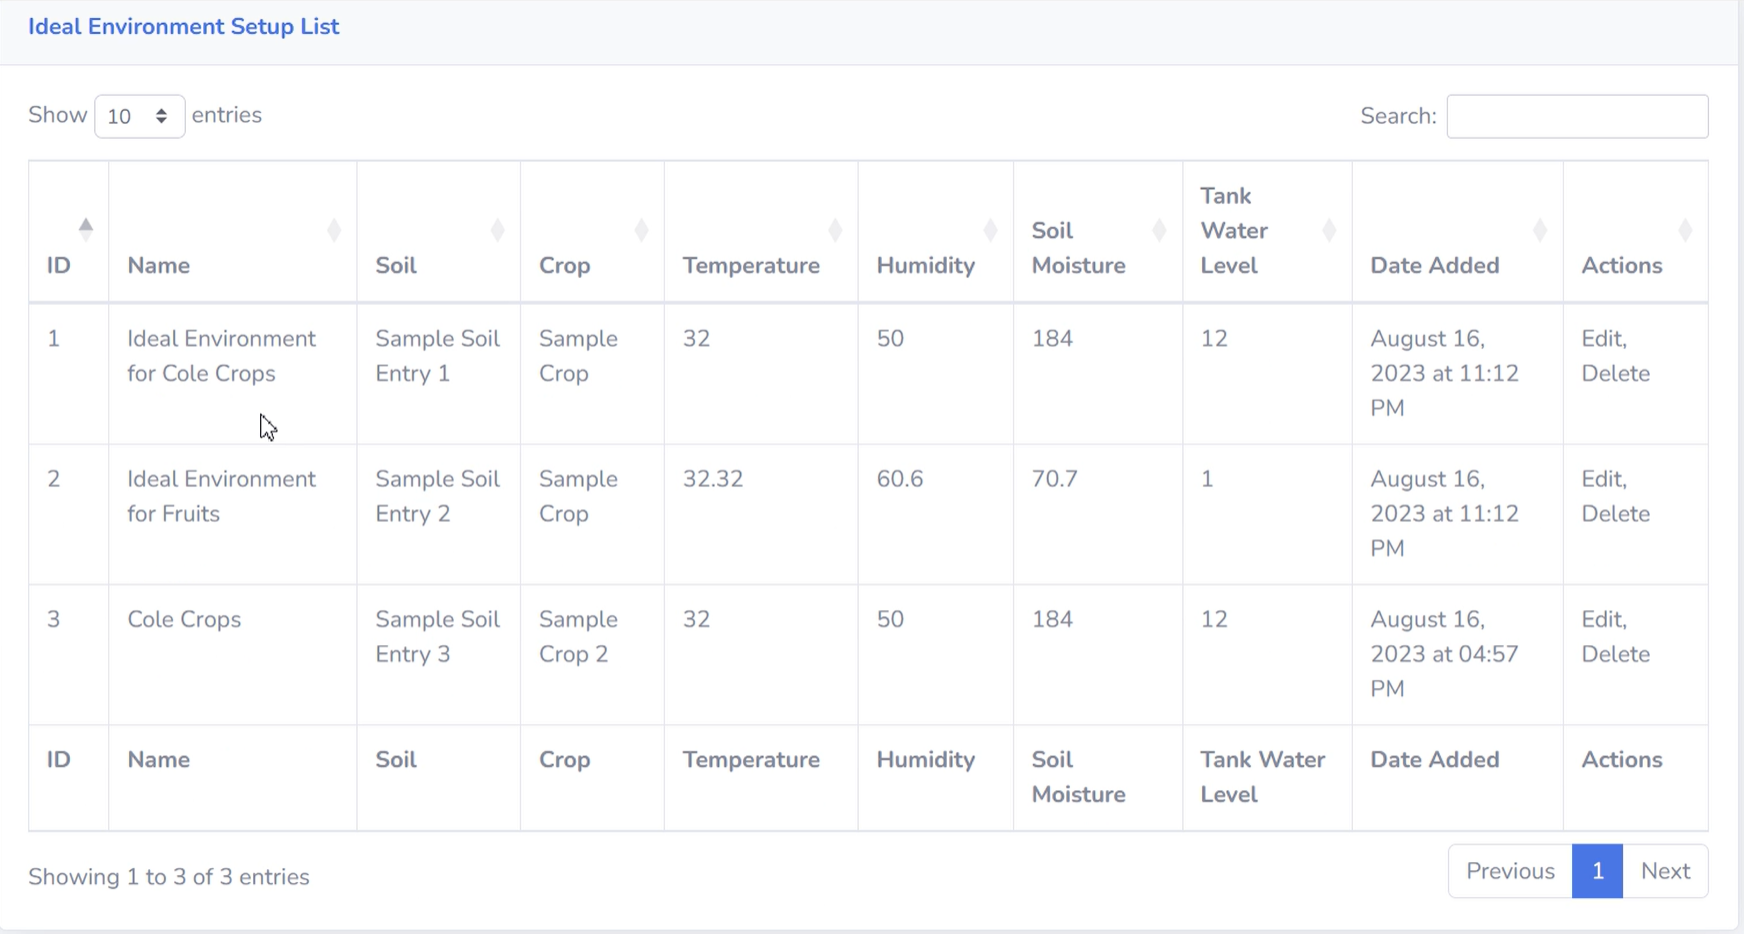 Ideal Environment Setup List
Show 10 entries
Search:
ID Name Soil Crop Temperature Humidity Soil Moisture Tank Water Level Date Added Actions
1 Ideal Environment for Cole Crops Sample Soil Entry 1 Sample Crop 32 50 184 12 August 16, 2023 at 11:12 PM Edit, Delete
2 Ideal Environment for Fruits Sample Soil Entry 2 Sample Crop 32.32 60.6 70.7 1 August 16, 2023 at 11:12 PM Edit, Delete
3 Cole Crops Sample Soil Entry 3 Sample Crop 2 32 50 184 12 August 16, 2023 at 04:57 PM Edit, Delete
ID Name Soil Crop Temperature Humidity Soil Moisture Tank Water Level Date Added Actions
Showing 1 to 3 of 3 entries
Previous 1 Next